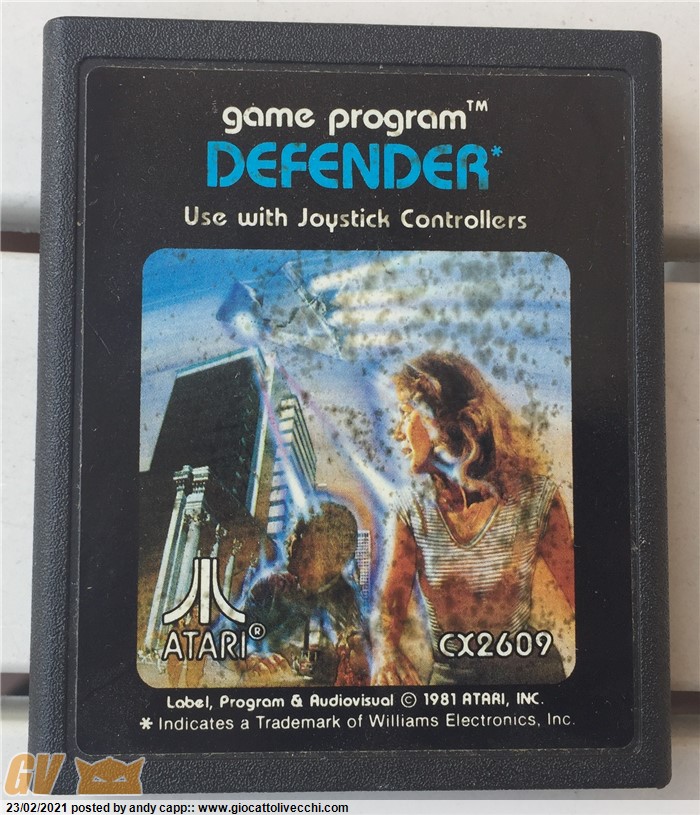 game program™
DEFENDER*
Use with Joystick Controllers
ATARI®
CX2609
Label, Program & Audiovisual © 1981 ATARI, INC.
* Indicates a Trademark of Williams Electronics, Inc.
GV
23/02/2021 posted by andy capp:: www.giocattolivecchi.com